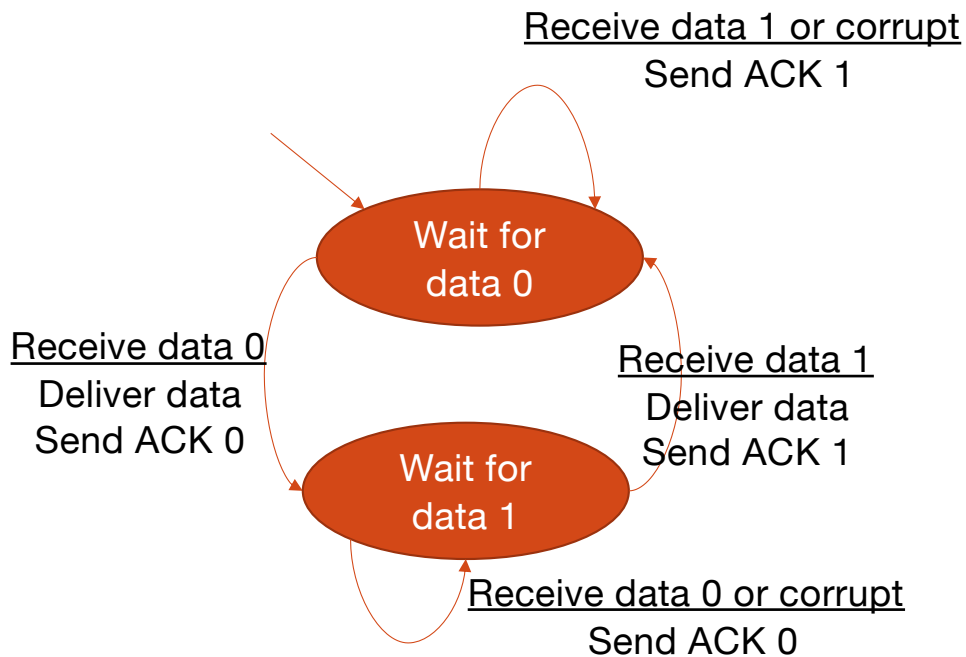 Receive data 1 or corrupt
Send ACK 1
Wait for
data 0
Receive data 0
Deliver data
Send ACK 0
Receive data 1
Deliver data
Send ACK 1
Wait for
data 1
Receive data 0 or corrupt
Send ACK 0